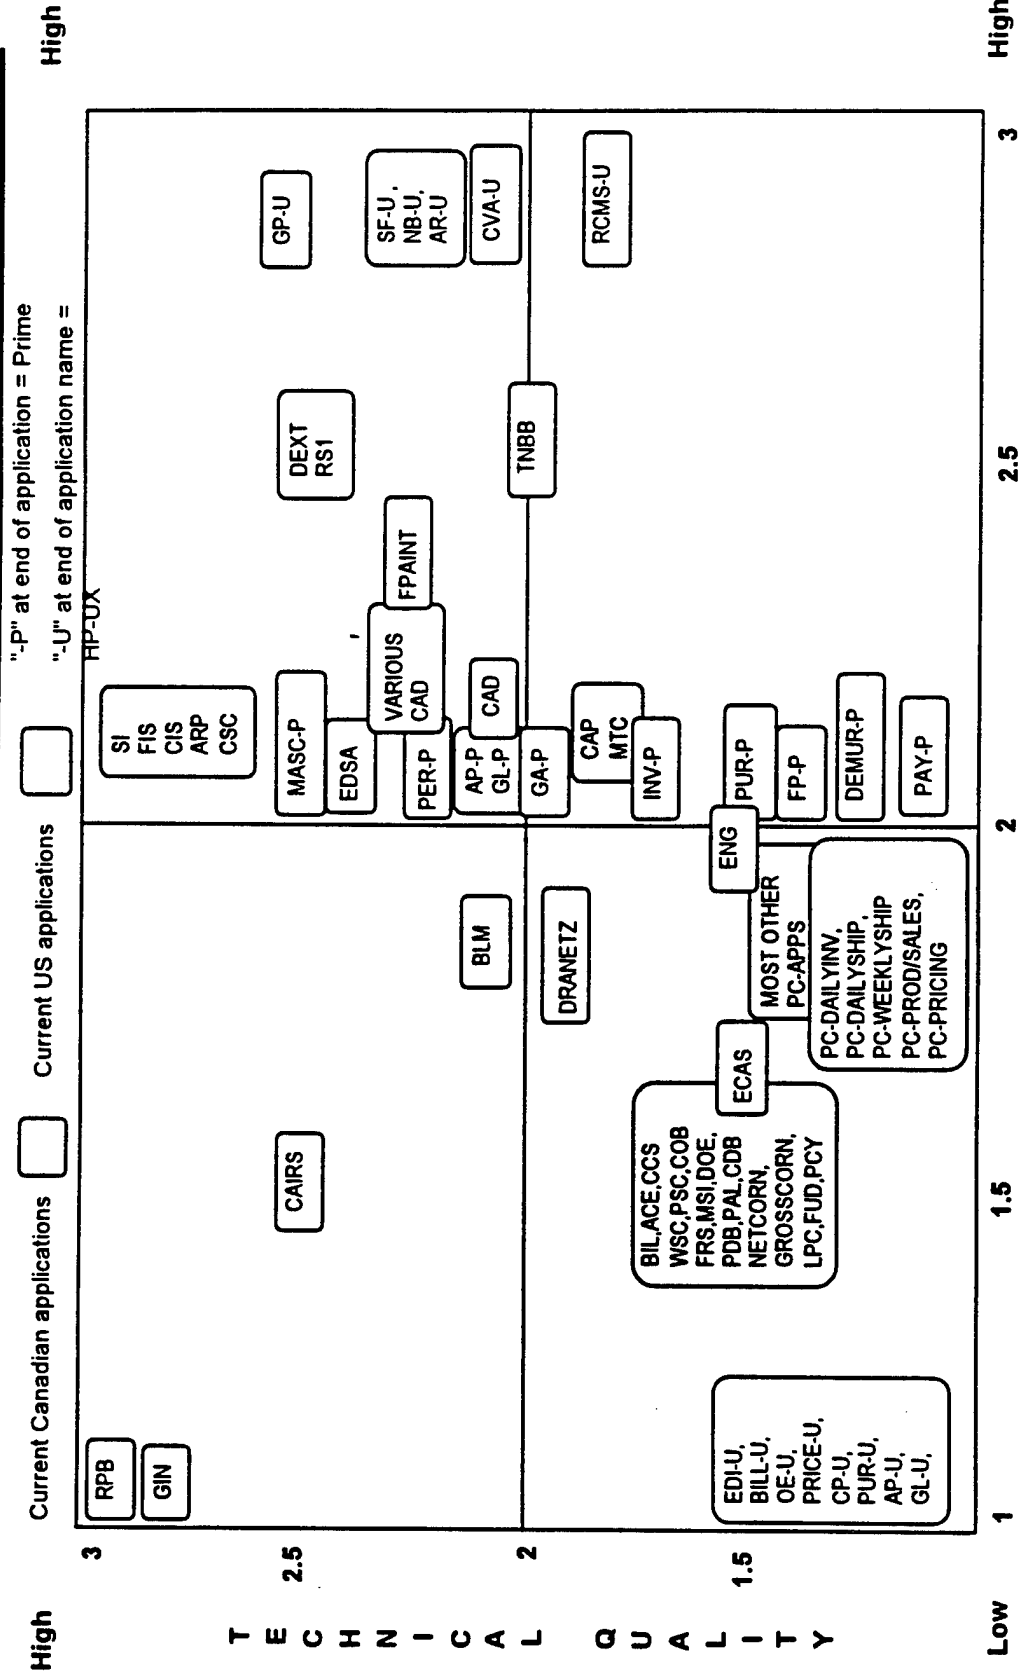 "-P" at end of application = Prime
"-U" at end of application name =
HP-UX
Current Canadian applications
Current US applications
High
High
3
2.5
2
1.5
Low
TECHNICAL QUALITY
1
1.5
2
2.5
3
High
RPB
GIN
CAIRS
BLM
SI
FIS
CIS
ARP
CSC
MASC-P
EDSA
VARIOUS
CAD
PER-P
FPAINT
AP-P
GL-P
CAD
GA-P
DEXT
RS1
GP-U
SF-U,
NB-U,
AR-U
CVA-U
TNBB
RCMS-U
CAP
MTC
INV-P
PUR-P
FP-P
DEMUR-P
PAY-P
DRANETZ
ENG
MOST OTHER
PC-APPS
PC-DAILYINV,
PC-DAILYSHIP,
PC-WEEKLYSHIP
PC-PROD/SALES,
PC-PRICING
ECAS
BIL,ACE,CCS
WSC,PSC,COB
FRS,MSI,DOE,
PDB,PAL,CDB
NETCORN,
GROSSCORN,
LPC,FUD,PCY
EDI-U,
BILL-U,
OE-U,
PRICE-U,
CP-U,
PUR-U,
AP-U,
GL-U,